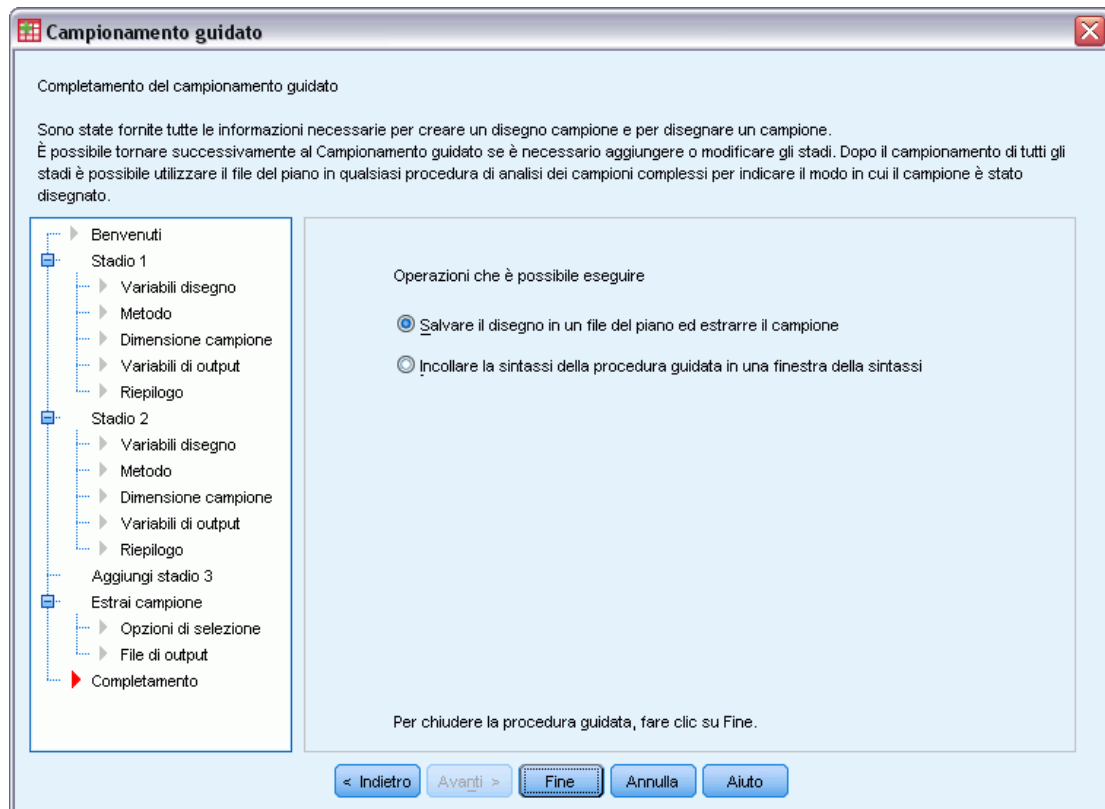 Campionamento guidato
Completamento del campionamento guidato
Sono state fornite tutte le informazioni necessarie per creare un disegno campione e per disegnare un campione.
È possibile tornare successivamente al Campionamento guidato se è necessario aggiungere o modificare gli stadi. Dopo il campionamento di tutti gli
stadi è possibile utilizzare il file del piano in qualsiasi procedura di analisi dei campioni complessi per indicare il modo in cui il campione è stato
disegnato.
Benvenuti
Stadio 1
Variabili disegno
Metodo
Dimensione campione
Variabili di output
Riepilogo
Stadio 2
Variabili disegno
Metodo
Dimensione campione
Variabili di output
Riepilogo
Aggiungi stadio 3
Estrai campione
Opzioni di selezione
File di output
Completamento
Operazioni che è possibile eseguire
Salvare il disegno in un file del piano ed estrarre il campione
Incollare la sintassi della procedura guidata in una finestra della sintassi
Per chiudere la procedura guidata, fare clic su Fine.
< Indietro
Avanti >
Fine
Annulla
Aiuto